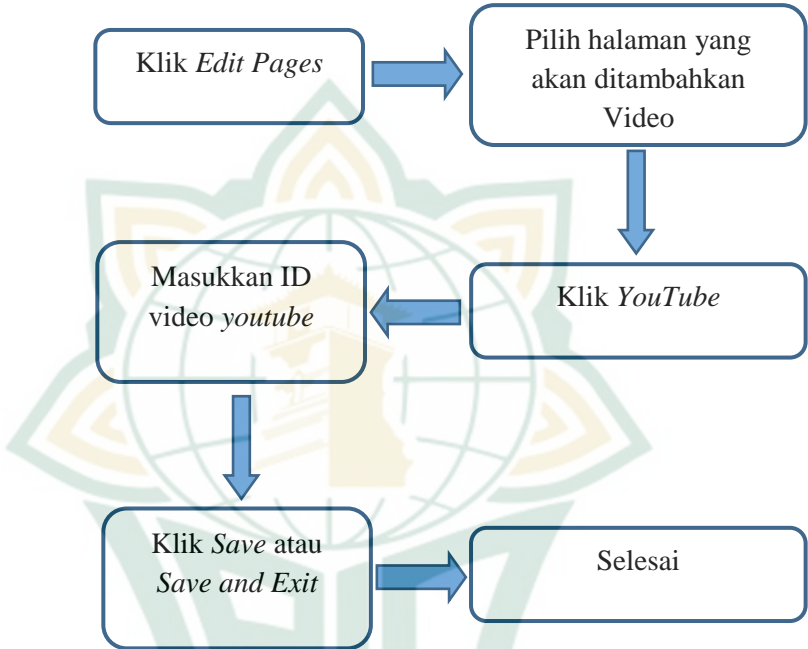 Klik Edit Pages
Pilih halaman yang
akan ditambahkan
Video
Klik YouTube
Masukkan ID
video youtube
Klik Save atau
Save and Exit
Selesai